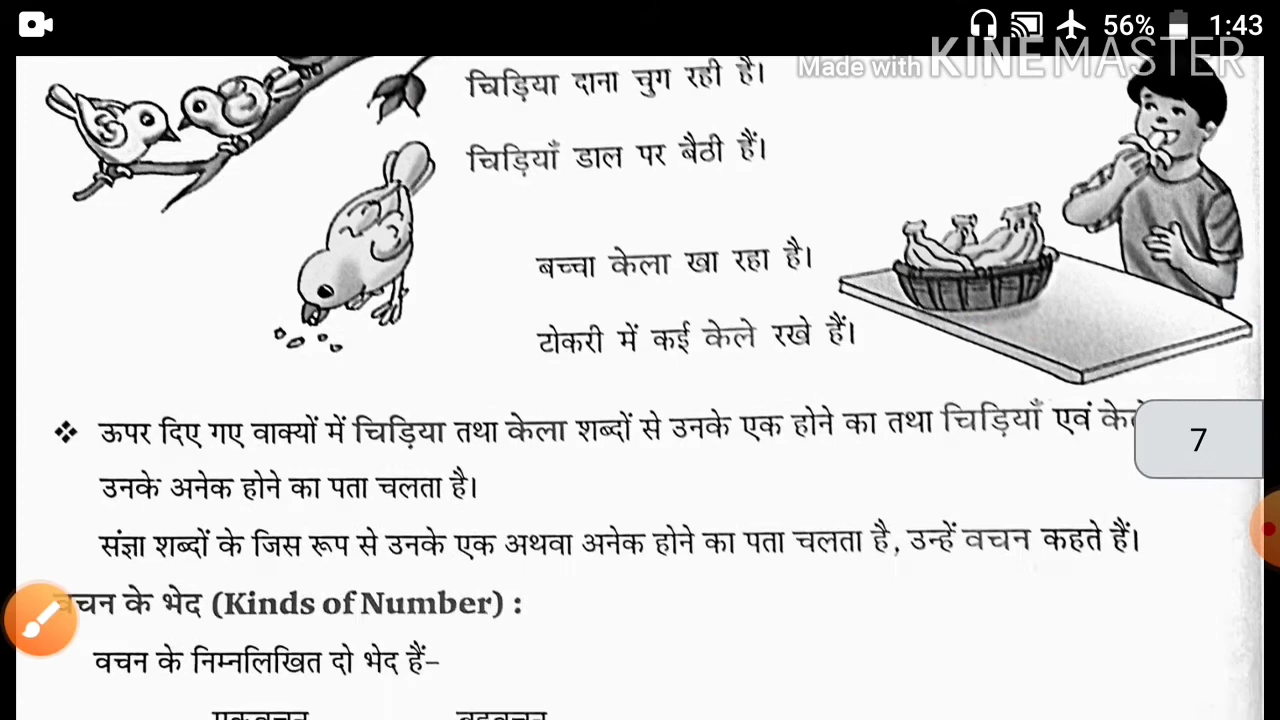 56% 1:43
Made with KINEMASTER
चिड़िया दाना चुग रही है।
चिड़ियाँ डाल पर बैठी हैं।
बच्चा केला खा रहा है।
टोकरी में कई केले रखे हैं।
❖ ऊपर दिए गए वाक्यों में चिड़िया तथा केला शब्दों से उनके एक होने का तथा चिड़ियाँ एवं
7
उनके अनेक होने का पता चलता है।
संज्ञा शब्दों के जिस रूप से उनके एक अथवा अनेक होने का पता चलता है, उन्हें वचन कहते हैं।
वचन के भेद (Kinds of Number) :
वचन के निम्नलिखित दो भेद हैं–